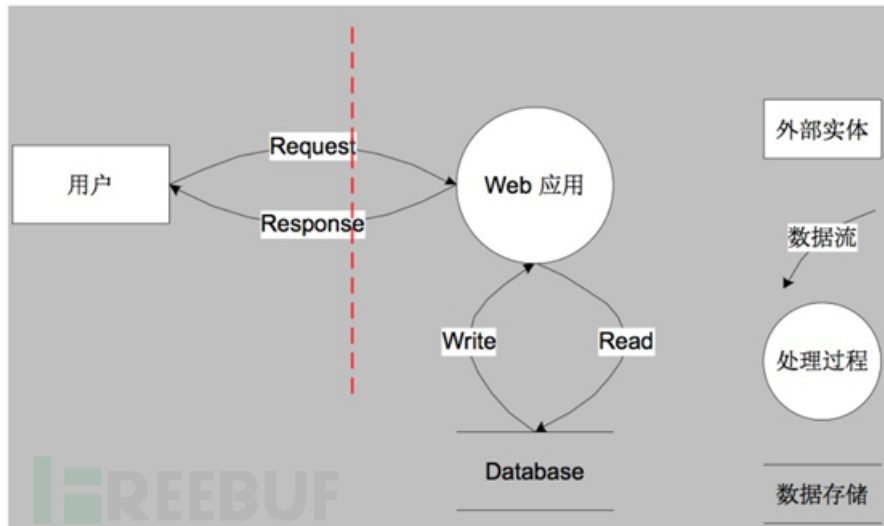 用户
Request
Response
Web 应用
Write
Read
Database
外部实体
数据流
处理过程
数据存储
REEBUF